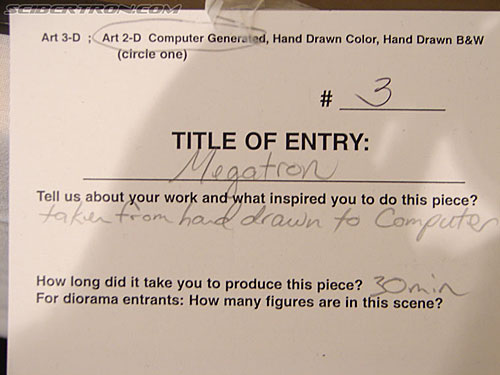 SEIBERTRON.COM
Art 3-D ; Art 2-D Computer Generated, Hand Drawn Color, Hand Drawn B&W
(circle one)
# 3
TITLE OF ENTRY:
Megatron
Tell us about your work and what inspired you to do this piece?
taken from hand drawn to Computer
How long did it take you to produce this piece? 30min
For diorama entrants: How many figures are in this scene?